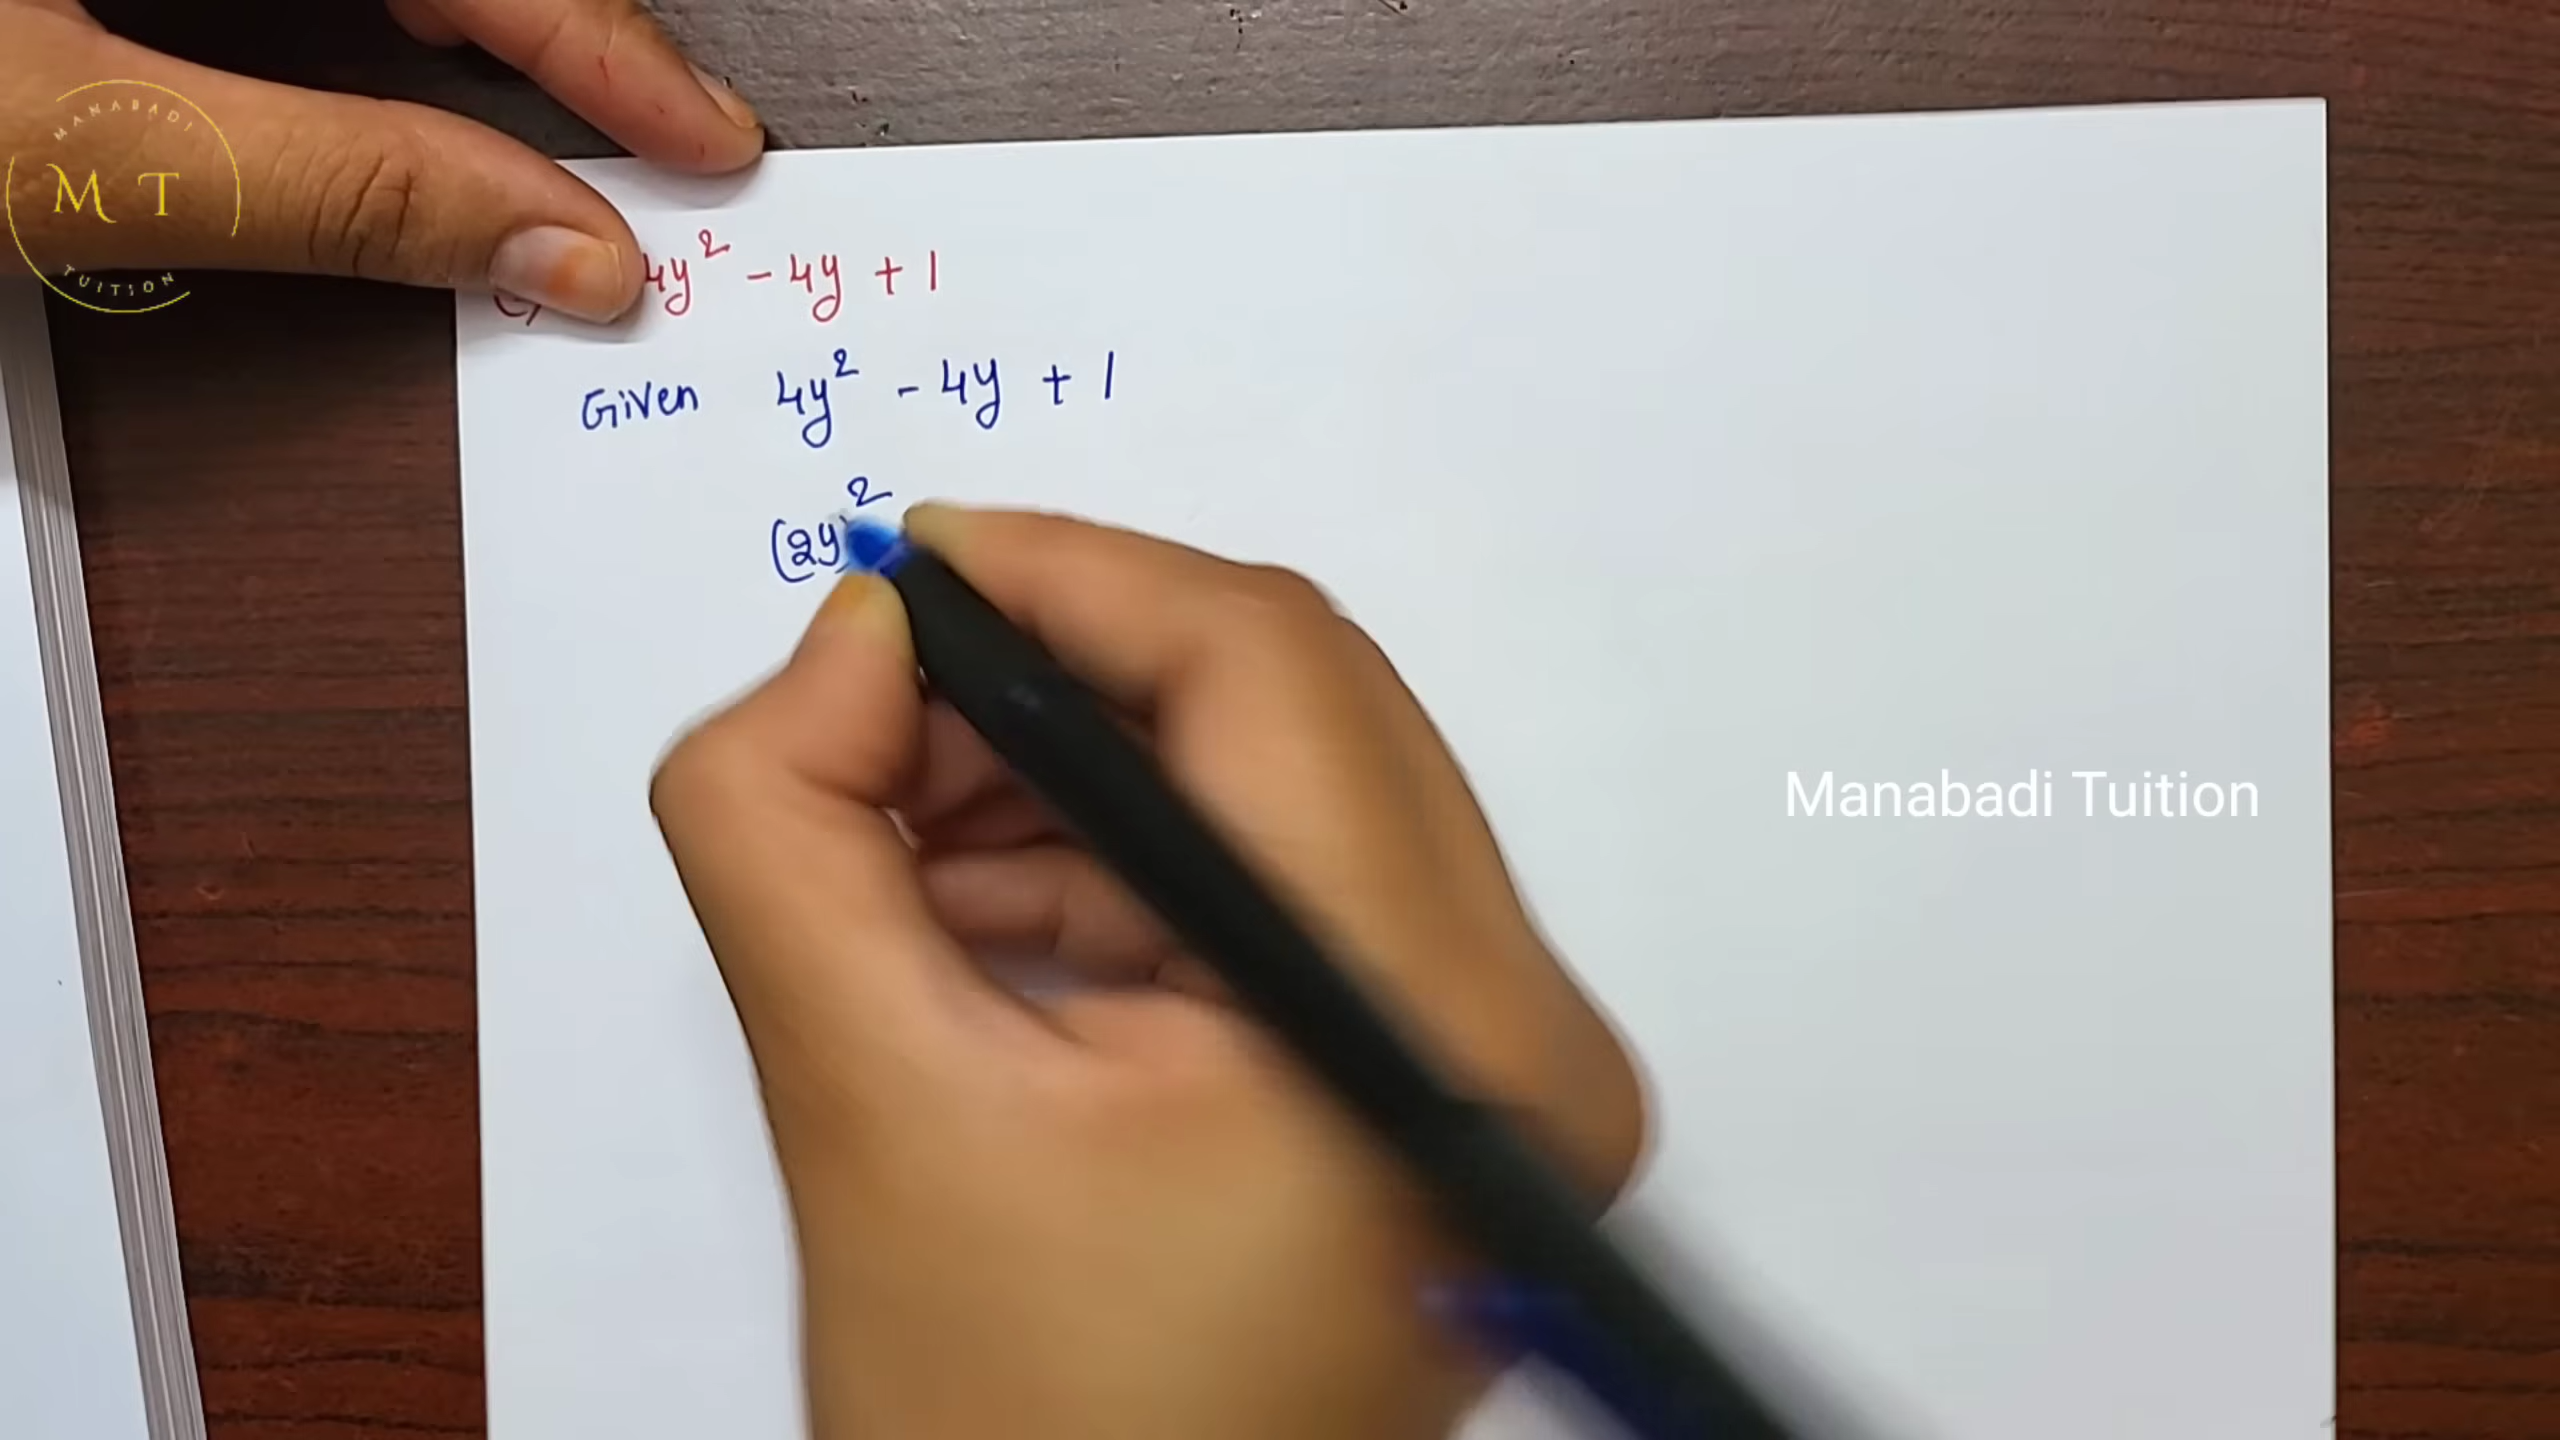 MANABADI
M T
TUITION
4y² - 4y + 1
Given 4y² - 4y + 1
(2y)²
Manabadi Tuition